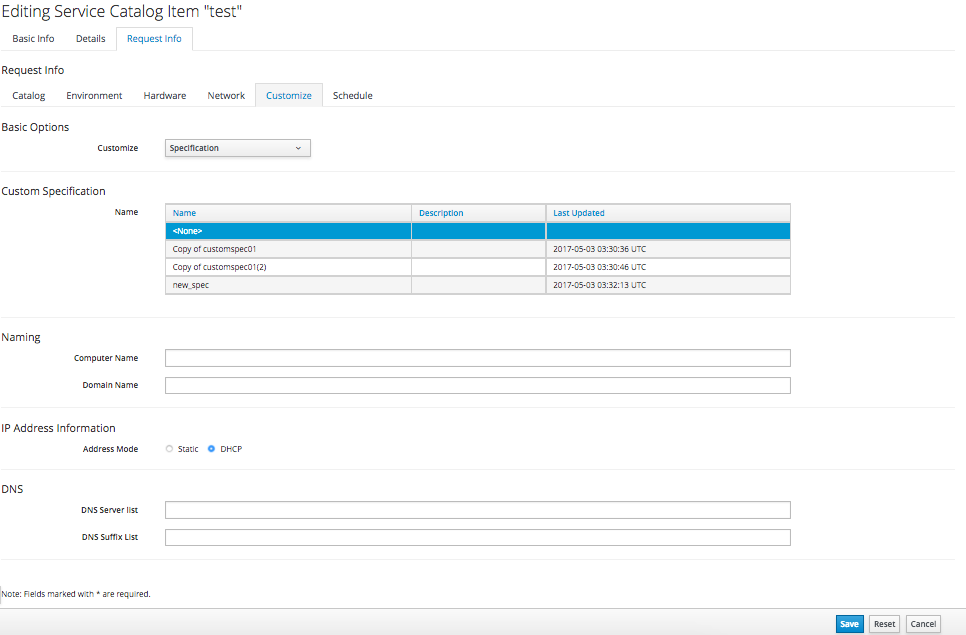 Editing Service Catalog Item "test"
Basic Info Details Request Info
Request Info
Catalog Environment Hardware Network Customize Schedule
Basic Options
Customize Specification
Custom Specification
Name Name Description Last Updated
<None>
Copy of customspec01 2017-05-03 03:30:36 UTC
Copy of customspec01(2) 2017-05-03 03:30:46 UTC
new_spec 2017-05-03 03:32:13 UTC
Naming
Computer Name
Domain Name
IP Address Information
Address Mode Static DHCP
DNS
DNS Server list
DNS Suffix List
Note: Fields marked with * are required.
Save Reset Cancel